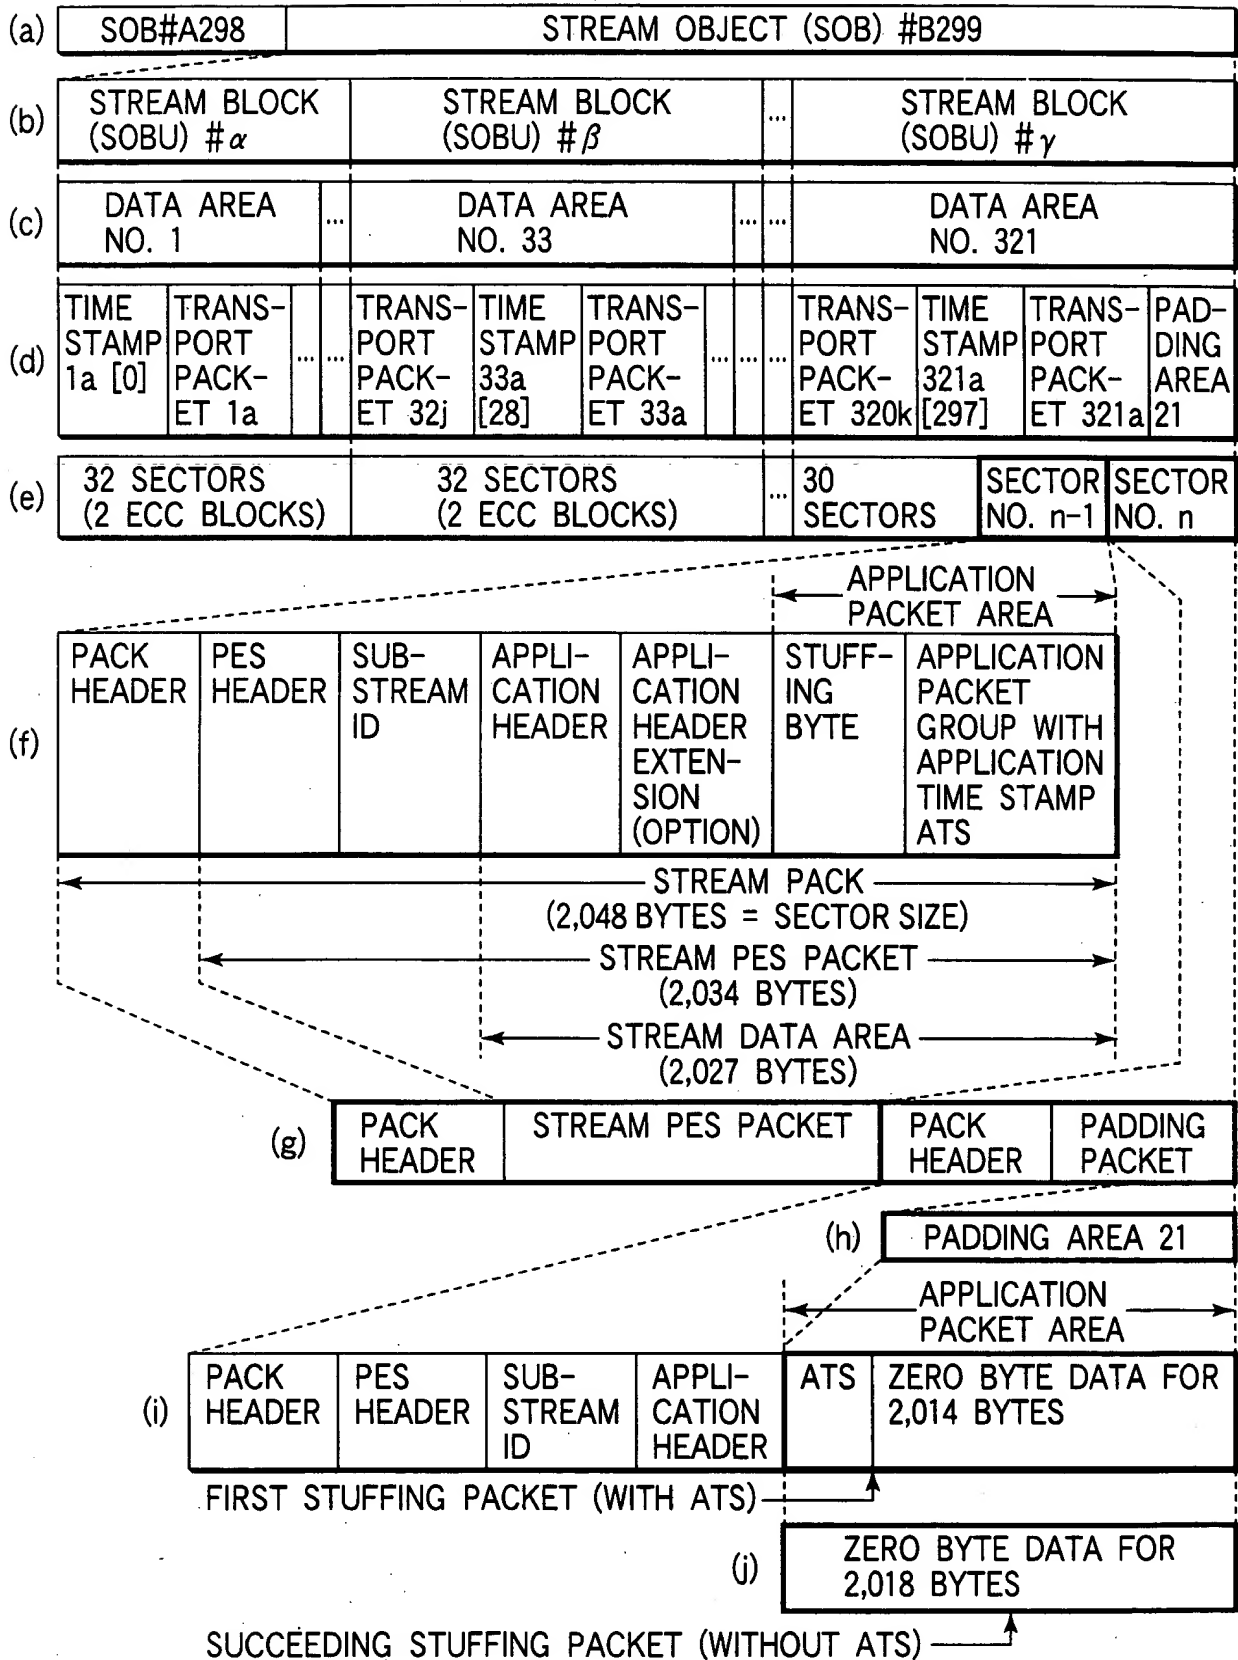 (a) SOB#A298 STREAM OBJECT (SOB) #B299
(b) STREAM BLOCK (SOBU) #α
STREAM BLOCK (SOBU) #β
...
STREAM BLOCK (SOBU) #γ
(c) DATA AREA NO. 1
...
DATA AREA NO. 33
... ...
DATA AREA NO. 321
(d) TIME STAMP 1a [0]
TRANS-PORT PACK-ET 1a
... ...
TRANS-PORT PACK-ET 32j
TIME STAMP 33a [28]
TRANS-PORT PACK-ET 33a
... ... ...
TRANS-PORT PACK-ET 320k
TIME STAMP 321a [297]
TRANS-PORT PACK-ET 321a
PAD-DING AREA 21
(e) 32 SECTORS (2 ECC BLOCKS)
32 SECTORS (2 ECC BLOCKS)
...
30 SECTORS
SECTOR NO. n-1
SECTOR NO. n
APPLICATION PACKET AREA
(f) PACK HEADER
PES HEADER
SUB-STREAM ID
APPLI-CATION HEADER
APPLI-CATION HEADER EXTEN-SION (OPTION)
STUFF-ING BYTE
APPLICATION PACKET GROUP WITH APPLICATION TIME STAMP ATS
STREAM PACK
(2,048 BYTES = SECTOR SIZE)
STREAM PES PACKET
(2,034 BYTES)
STREAM DATA AREA
(2,027 BYTES)
(g) PACK HEADER
STREAM PES PACKET
PACK HEADER
PADDING PACKET
(h) PADDING AREA 21
APPLICATION PACKET AREA
(i) PACK HEADER
PES HEADER
SUB-STREAM ID
APPLI-CATION HEADER
ATS
ZERO BYTE DATA FOR 2,014 BYTES
FIRST STUFFING PACKET (WITH ATS)
(j) ZERO BYTE DATA FOR 2,018 BYTES
SUCCEEDING STUFFING PACKET (WITHOUT ATS)